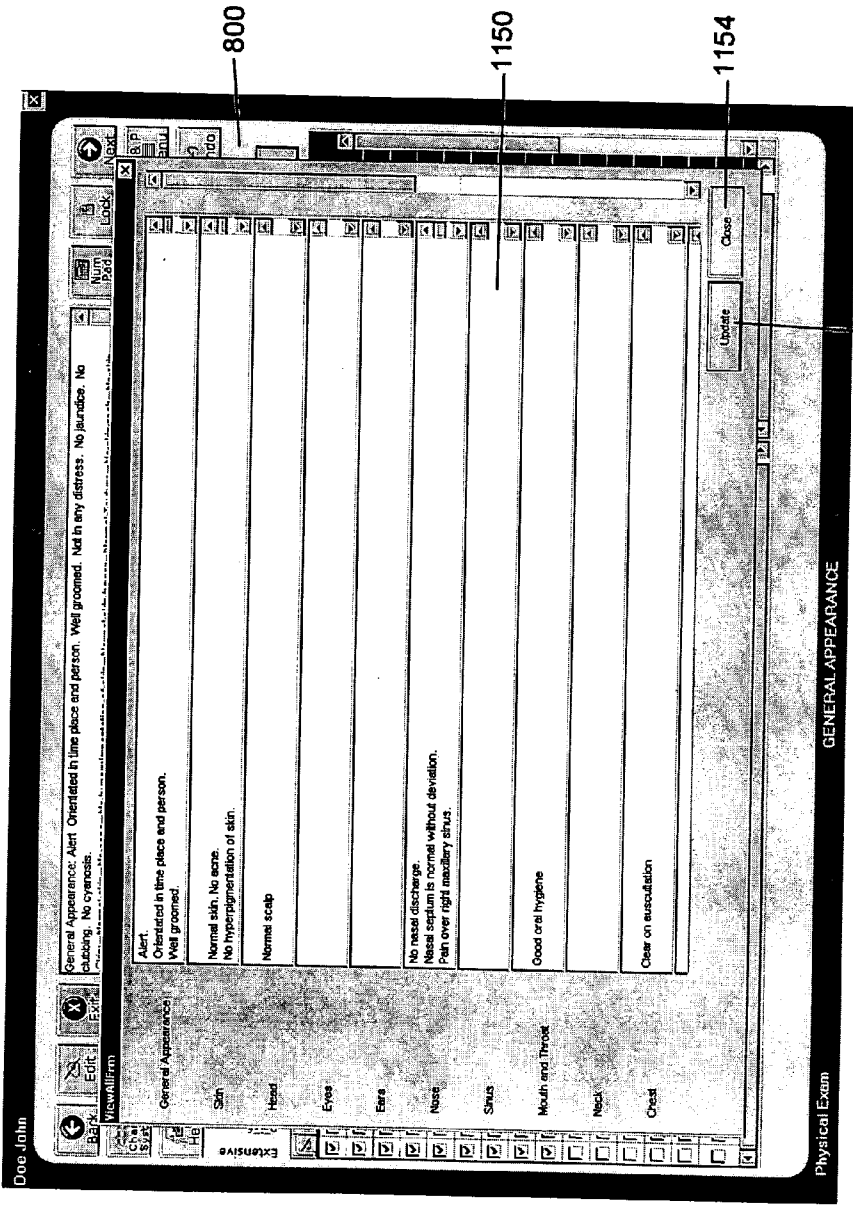 Doe John
Back
Edit
Exit
General Appearance: Alert Orientated in time place and person. Well groomed. Not in any distress. No jaundice. No
clubbing. No cyanosis.
Num
Pad
Lock
Next
ViewAllFrm
Extensive
General Appearance
Alert.
Orientated in time place and person.
Well groomed.
Skin
Normal skin. No acne.
No hyperpigmentation of skin.
Head
Normal scalp
Eyes
Ears
Nose
No nasal discharge.
Nasal septum is normal without deviation.
Pain over right maxillary sinus.
Sinus
Mouth and Throat
Good oral hygiene
Neck
Chest
Clear on auscultation
Update
Close
Physical Exam
GENERAL APPEARANCE
800
1150
1154